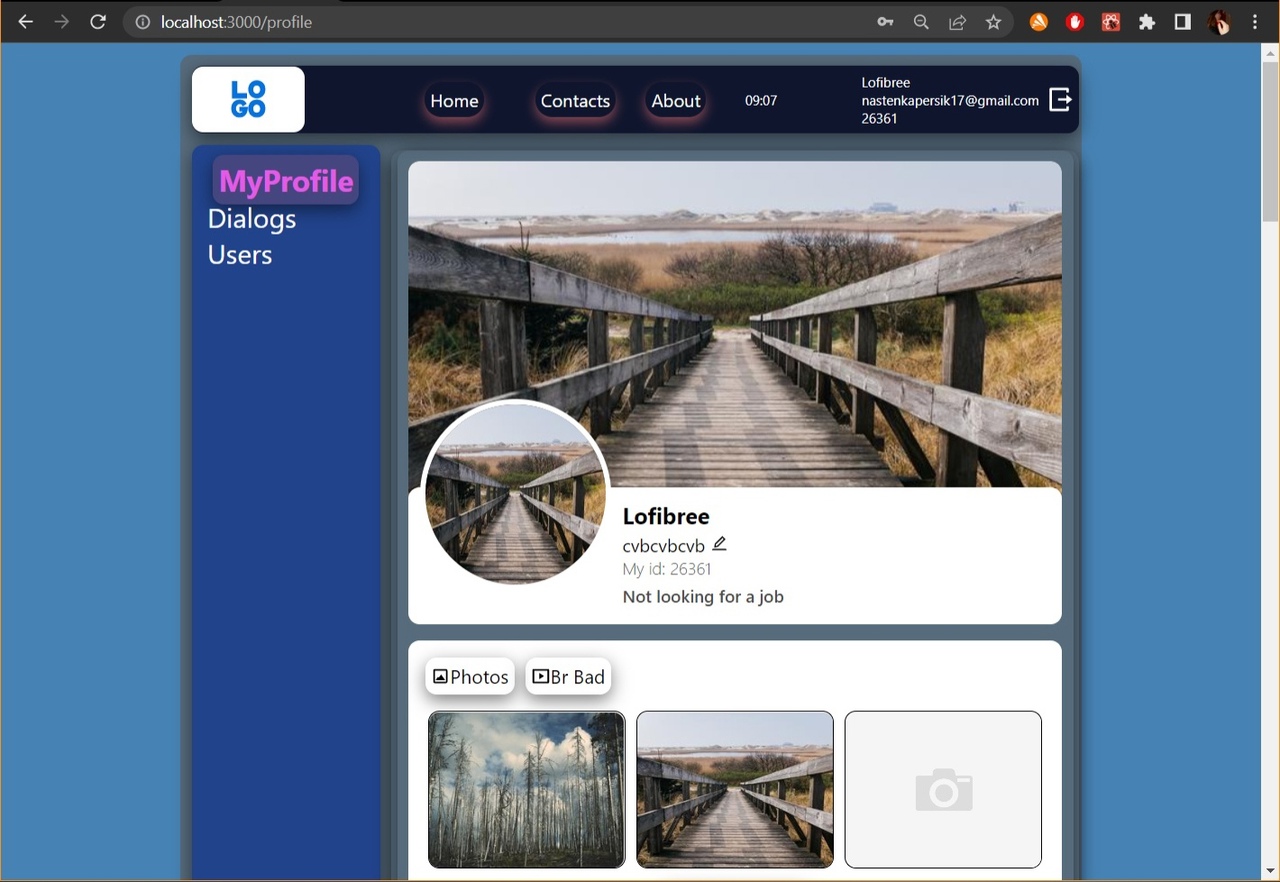 localhost:3000/profile
LO
GO
Home
Contacts
About
09:07
Lofibree
nastenkapersik17@gmail.com
26361
MyProfile
Dialogs
Users
Lofibree
cvbcvbcvb
My id: 26361
Not looking for a job
Photos
Br Bad